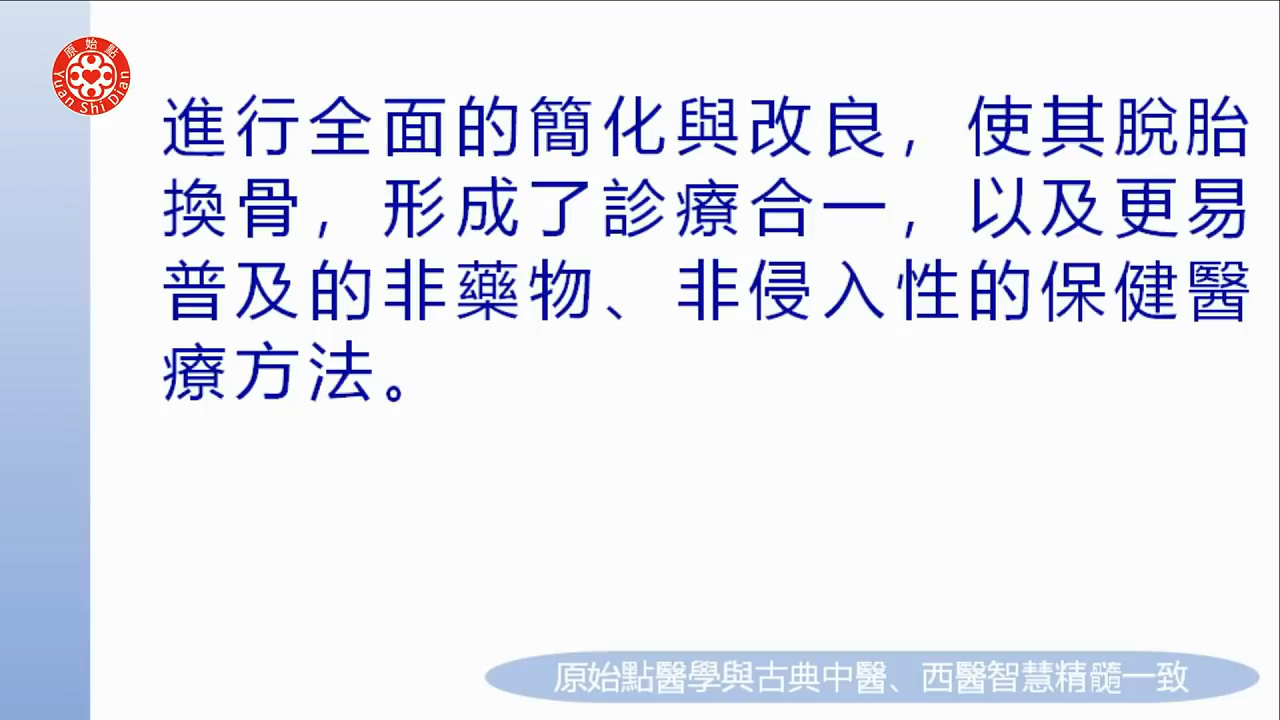 原始點
Yuan Shi Dian
進行全面的簡化與改良，使其脫胎
換骨，形成了診療合一，以及更易
普及的非藥物、非侵入性的保健醫
療方法。
原始點醫學與古典中醫、西醫智慧精髓一致